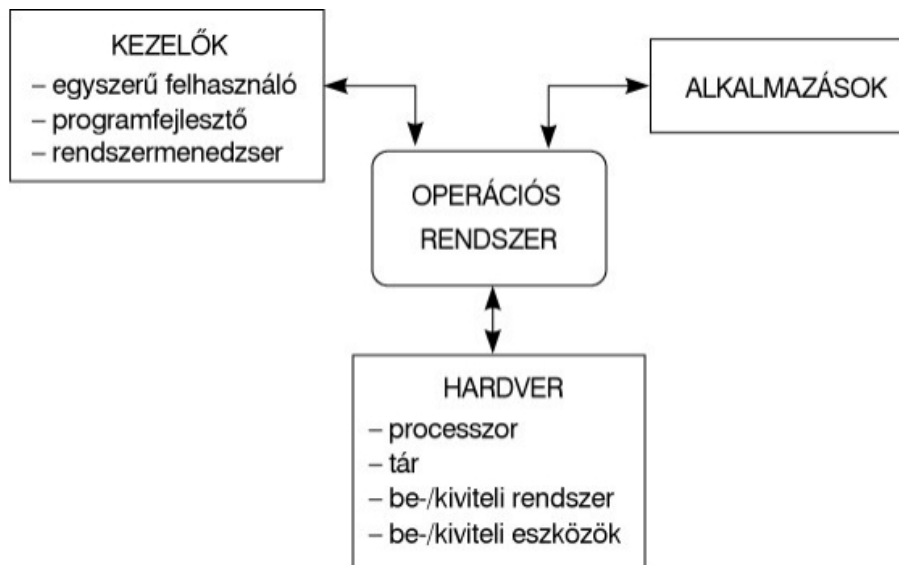 KEZELŐK
– egyszerű felhasználó
– programfejlesztő
– rendszermenedzser
ALKALMAZÁSOK
OPERÁCIÓS
RENDSZER
HARDVER
– processzor
– tár
– be-/kiviteli rendszer
– be-/kiviteli eszközök